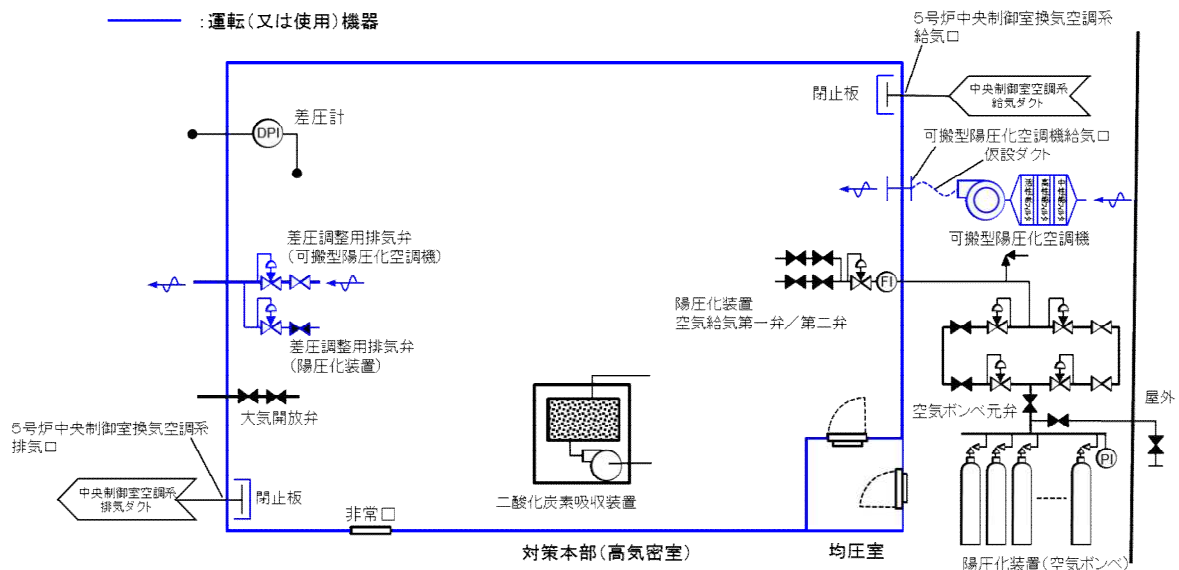 ：運転（又は使用）機器
5号炉中央制御室換気空調系
給気口
閉止板
中央制御室空調系
給気ダクト
差圧計
DPI
可搬型陽圧化空調機給気口
仮設ダクト
可搬型陽圧化空調機
差圧調整用排気弁
（可搬型陽圧化空調機）
FI
陽圧化装置
空気給気第一弁／第二弁
差圧調整用排気弁
（陽圧化装置）
大気開放弁
空気ボンベ元弁
屋外
5号炉中央制御室換気空調系
排気口
中央制御室空調系
排気ダクト
閉止板
PI
二酸化炭素吸収装置
非常口
対策本部（高気密室）
均圧室
陽圧化装置（空気ボンベ）